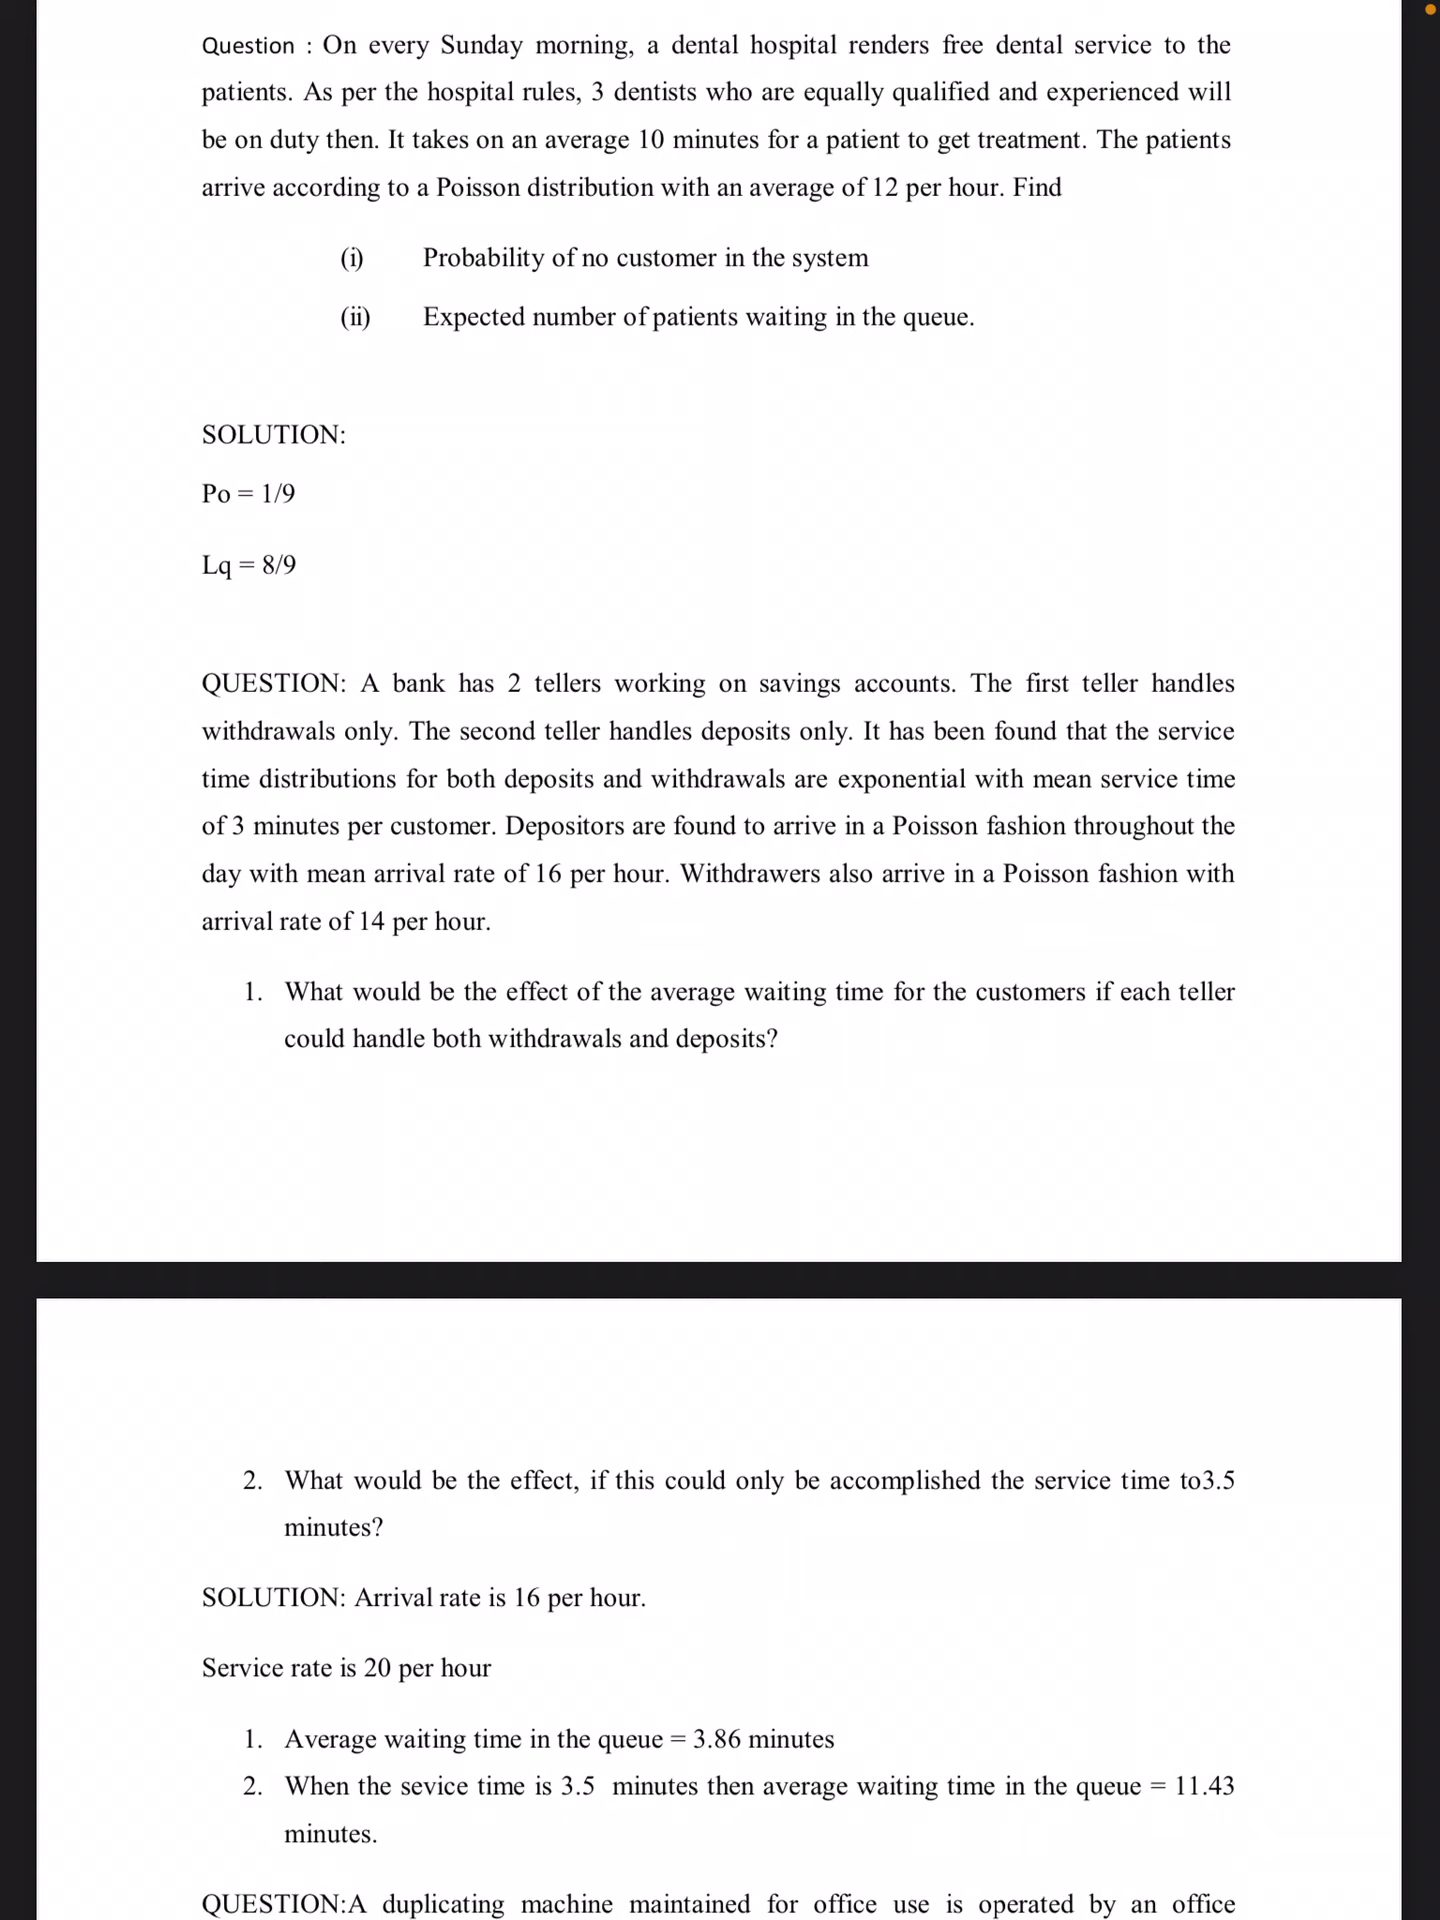 Question : On every Sunday morning, a dental hospital renders free dental service to the
patients. As per the hospital rules, 3 dentists who are equally qualified and experienced will
be on duty then. It takes on an average 10 minutes for a patient to get treatment. The patients
arrive according to a Poisson distribution with an average of 12 per hour. Find
(i) Probability of no customer in the system
(ii) Expected number of patients waiting in the queue.
SOLUTION:
Po = 1/9
Lq = 8/9
QUESTION: A bank has 2 tellers working on savings accounts. The first teller handles
withdrawals only. The second teller handles deposits only. It has been found that the service
time distributions for both deposits and withdrawals are exponential with mean service time
of 3 minutes per customer. Depositors are found to arrive in a Poisson fashion throughout the
day with mean arrival rate of 16 per hour. Withdrawers also arrive in a Poisson fashion with
arrival rate of 14 per hour.
1. What would be the effect of the average waiting time for the customers if each teller
could handle both withdrawals and deposits?
2. What would be the effect, if this could only be accomplished the service time to3.5
minutes?
SOLUTION: Arrival rate is 16 per hour.
Service rate is 20 per hour
1. Average waiting time in the queue = 3.86 minutes
2. When the sevice time is 3.5 minutes then average waiting time in the queue = 11.43
minutes.
QUESTION:A duplicating machine maintained for office use is operated by an office